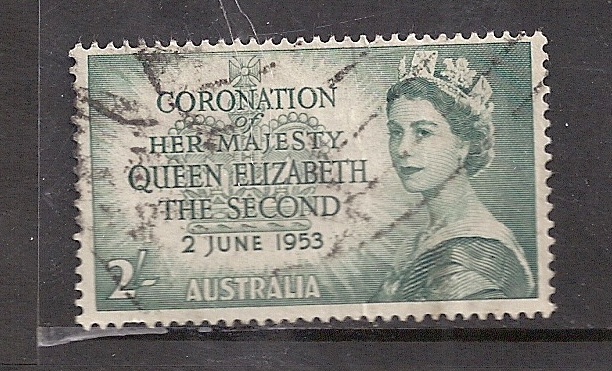 CORONATION
of
HER MAJESTY
QUEEN ELIZABETH
THE SECOND
2 JUNE 1953
2/-
AUSTRALIA